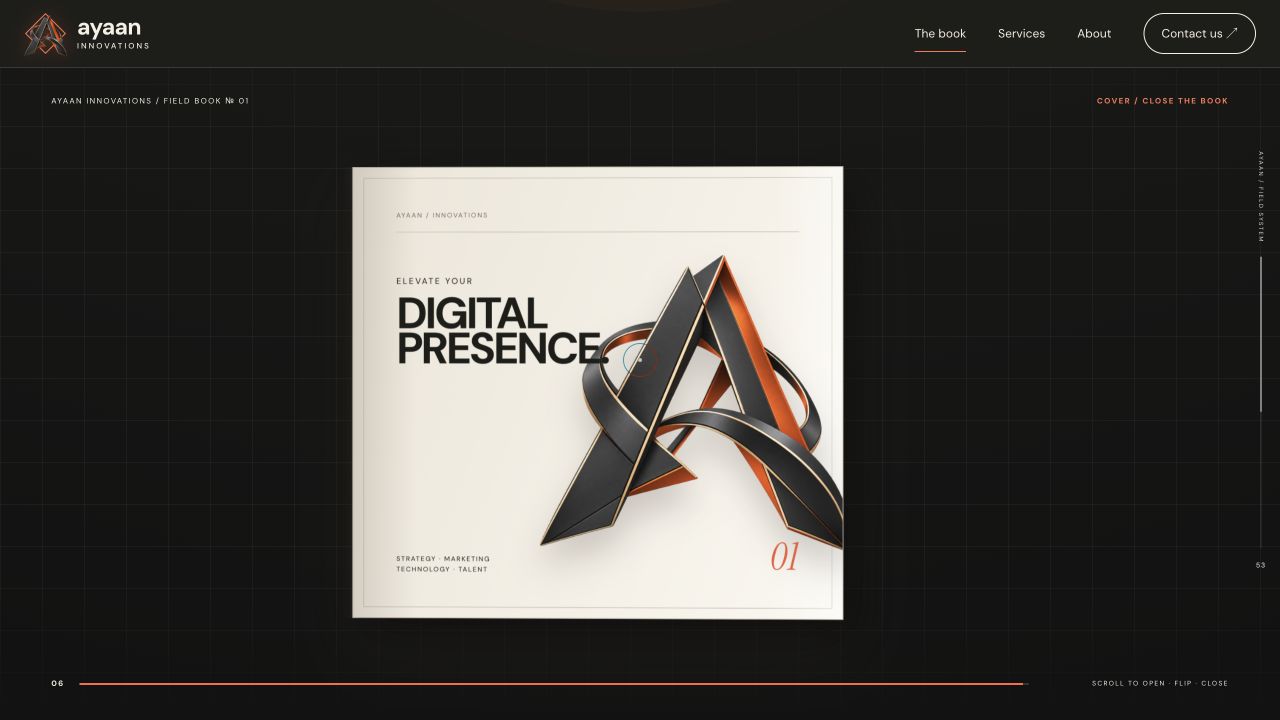 ayaan
INNOVATIONS
The book
Services
About
Contact us ↗
AYAAN INNOVATIONS / FIELD BOOK № 01
COVER / CLOSE THE BOOK
AYAAN / FIELD SYSTEM
AYAAN / INNOVATIONS
ELEVATE YOUR
DIGITAL
PRESENCE.
STRATEGY · MARKETING
TECHNOLOGY · TALENT
01
53
06
SCROLL TO OPEN · FLIP · CLOSE